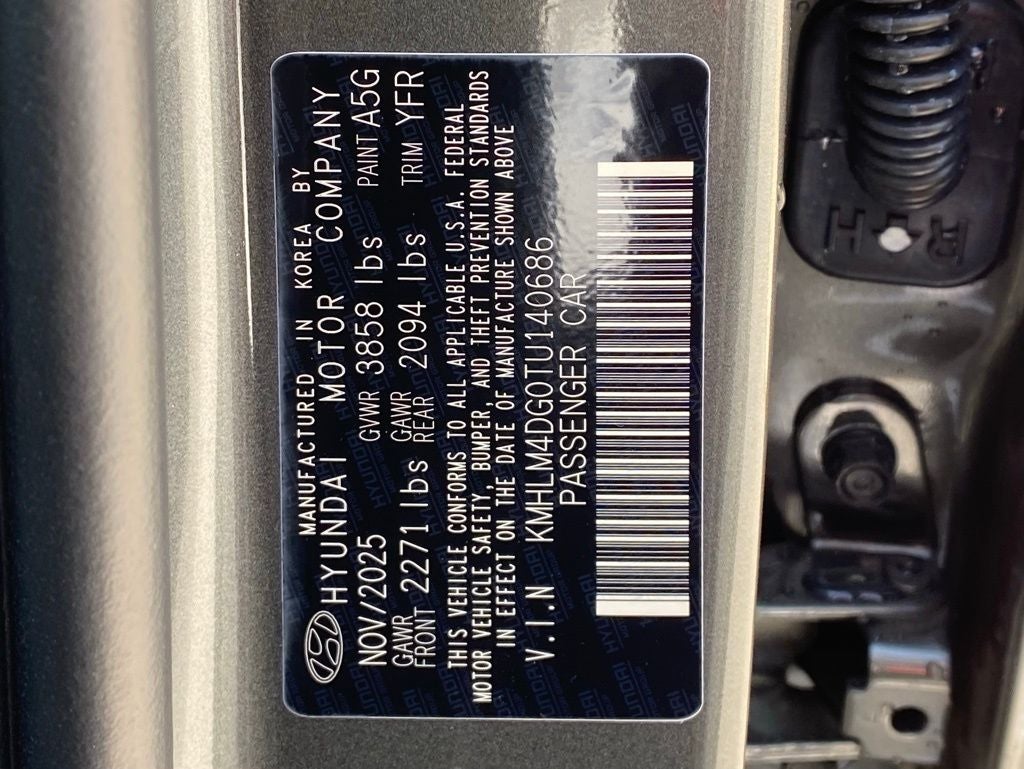 MANUFACTURED IN KOREA BY
HYUNDAI MOTOR COMPANY
NOV/2025 GVWR 3858 lbs PAINT A5G
GAWR FRONT 2271 lbs GAWR REAR 2094 lbs TRIM YFR
THIS VEHICLE CONFORMS TO ALL APPLICABLE U.S.A. FEDERAL
MOTOR VEHICLE SAFETY, BUMPER, AND THEFT PREVENTION STANDARDS
IN EFFECT ON THE DATE OF MANUFACTURE SHOWN ABOVE
V.I.N KMHLM4DG0TU140686
PASSENGER CAR
RH